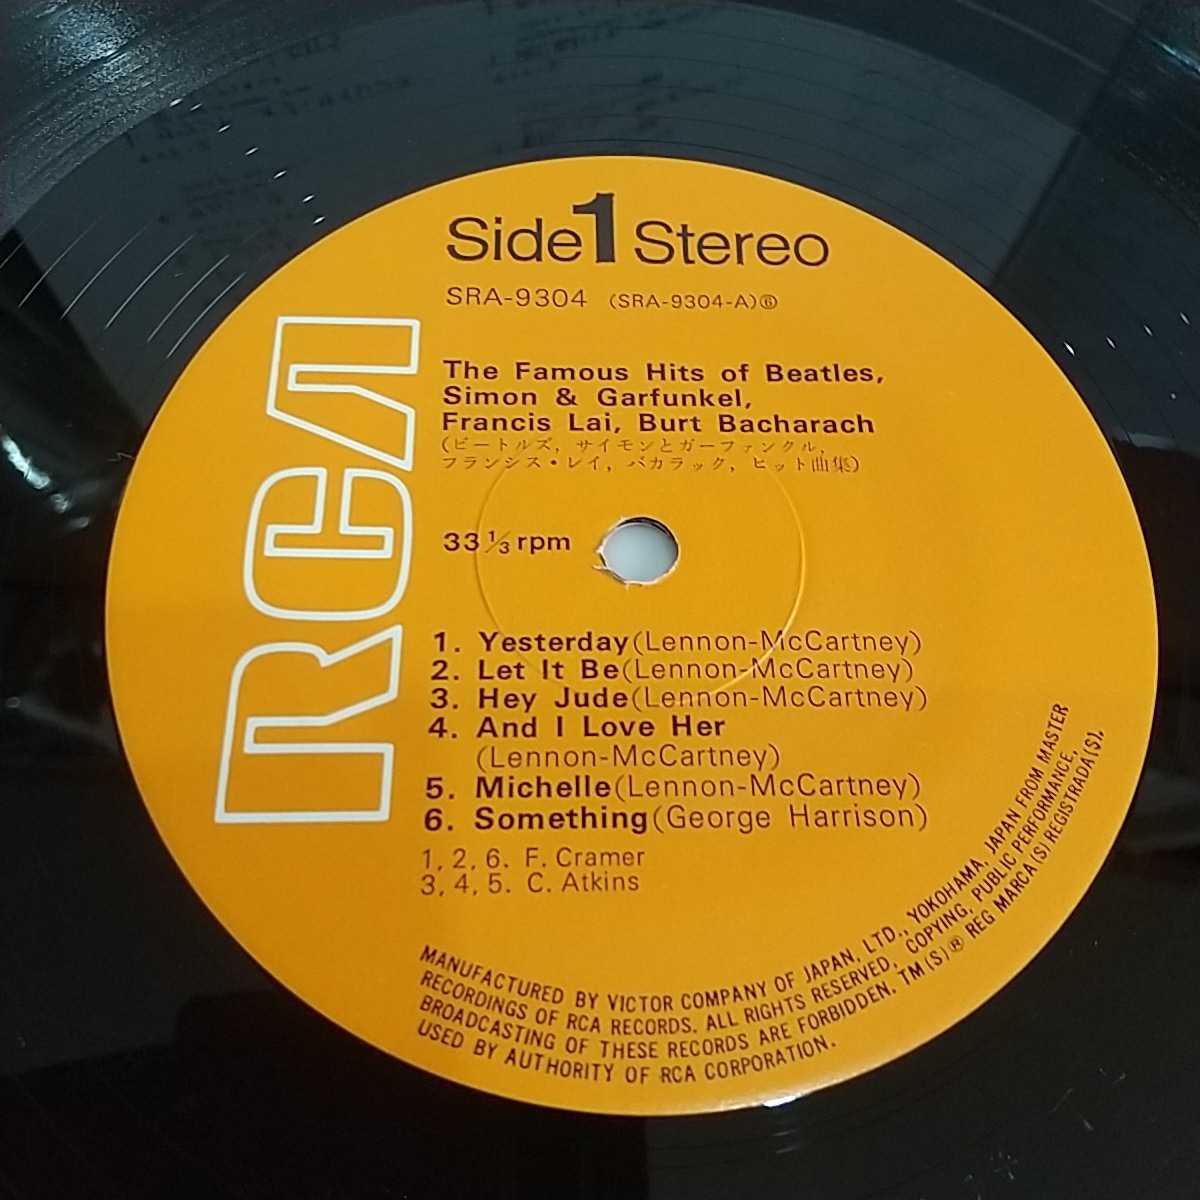 Side 1 Stereo
SRA-9304 (SRA-9304-A)⑥
The Famous Hits of Beatles,
Simon & Garfunkel,
Francis Lai, Burt Bacharach
(ビートルズ, サイモンとガーファンクル,
フランシス・レイ, バカラック, ヒット曲集)
RCA
33 1/3 rpm
1. Yesterday(Lennon-McCartney)
2. Let It Be(Lennon-McCartney)
3. Hey Jude(Lennon-McCartney)
4. And I Love Her
(Lennon-McCartney)
5. Michelle(Lennon-McCartney)
6. Something(George Harrison)
1, 2, 6. F. Cramer
3, 4, 5. C. Atkins
MANUFACTURED BY VICTOR COMPANY OF JAPAN, LTD., YOKOHAMA, JAPAN FROM MASTER
RECORDINGS OF RCA RECORDS. ALL RIGHTS RESERVED, COPYING, PUBLIC PERFORMANCE,
BROADCASTING OF THESE RECORDS ARE FORBIDDEN. TM(S)® REG MARCA(S) REGISTRADA(S).
USED BY AUTHORITY OF RCA CORPORATION.